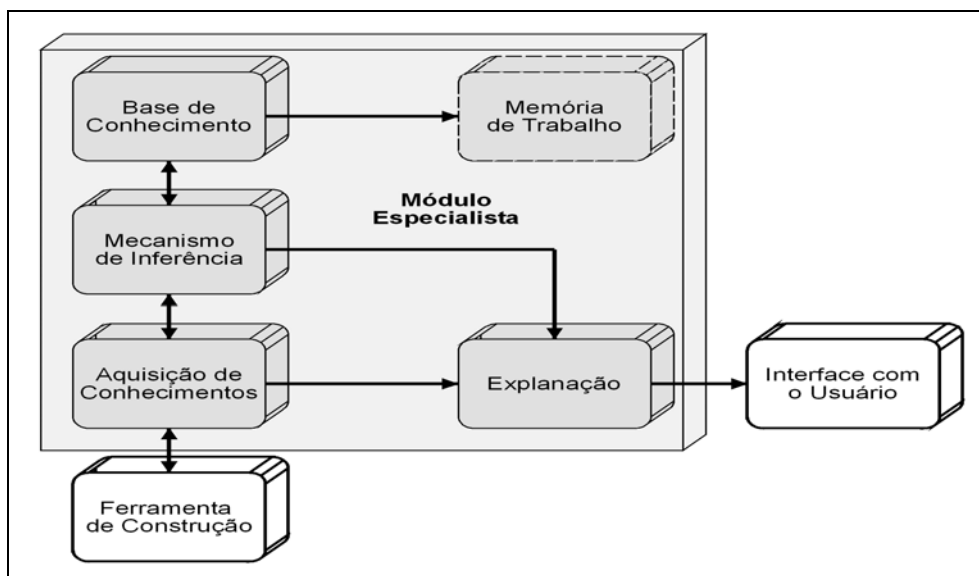 Base de
Conhecimento
Memória
de Trabalho
Módulo
Especialista
Mecanismo
de Inferência
Aquisição de
Conhecimentos
Explanação
Interface com
o Usuário
Ferramenta
de Construção